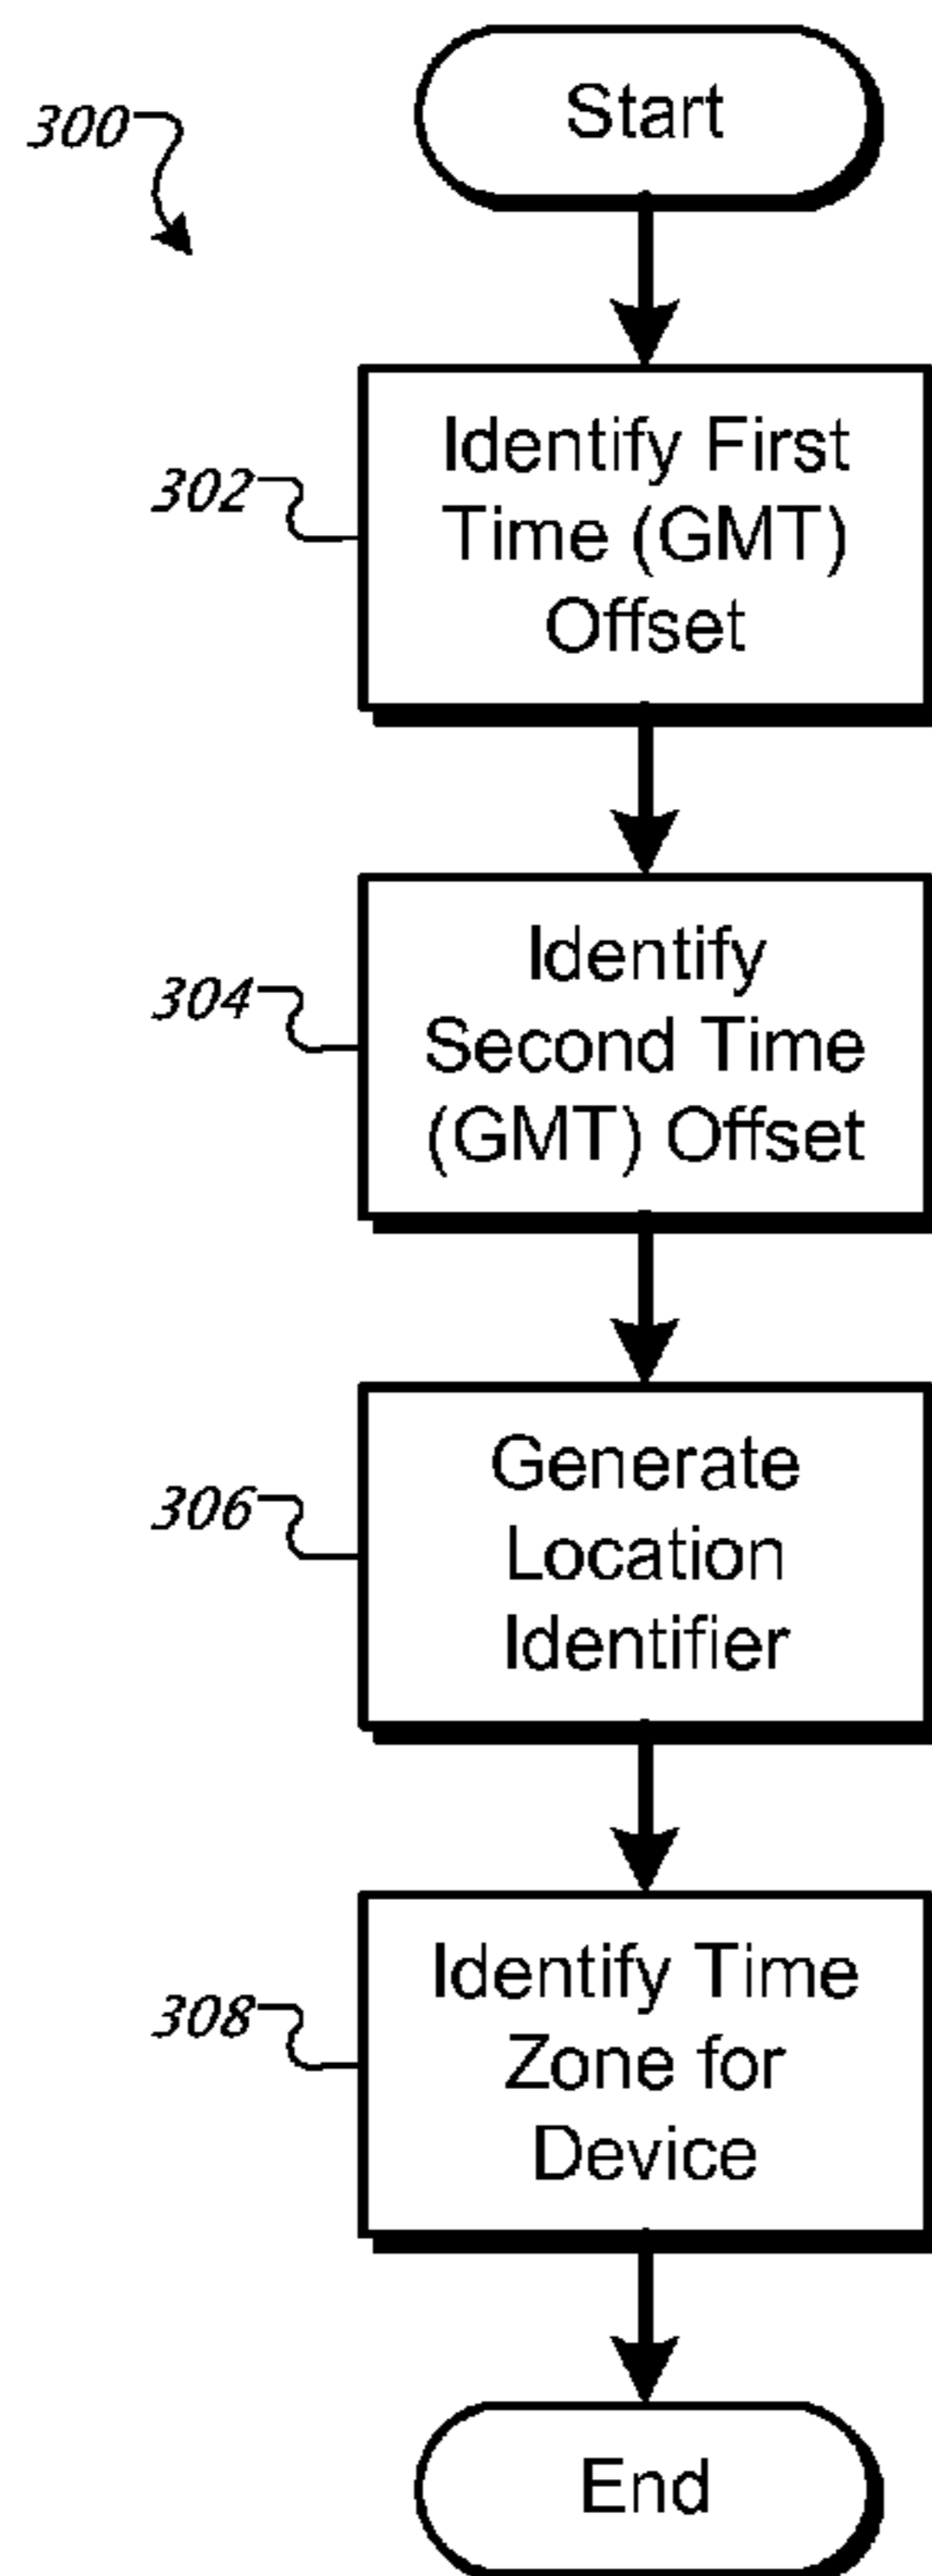 300
Start
302
Identify First
Time (GMT)
Offset
304
Identify
Second Time
(GMT) Offset
306
Generate
Location
Identifier
308
Identify Time
Zone for
Device
End